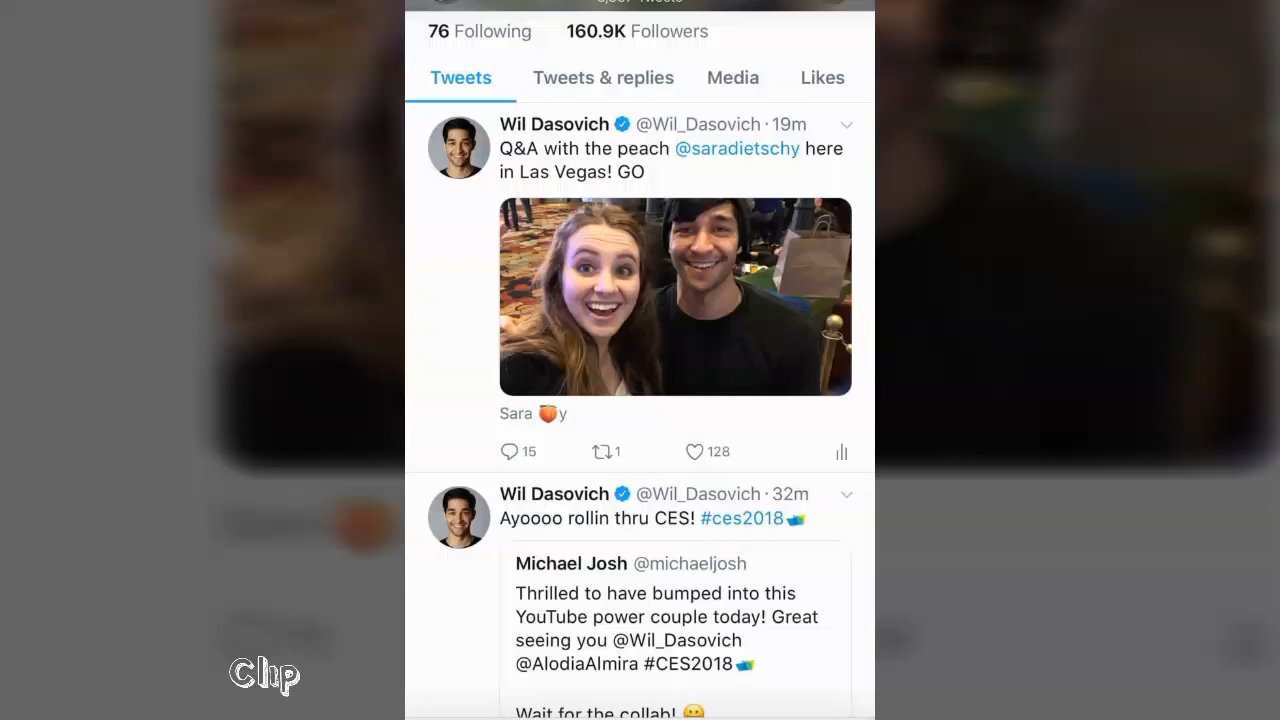 76 Following 160.9K Followers
Tweets Tweets & replies Media Likes
Wil Dasovich @Wil_Dasovich · 19m
Q&A with the peach @saradietschy here
in Las Vegas! GO
Sara 🍑y
15 1 128
Wil Dasovich @Wil_Dasovich · 32m
Ayoooo rollin thru CES! #ces2018
Michael Josh @michaeljosh
Thrilled to have bumped into this
YouTube power couple today! Great
seeing you @Wil_Dasovich
@AlodiaAlmira #CES2018
Wait for the collab! 😬
Clip